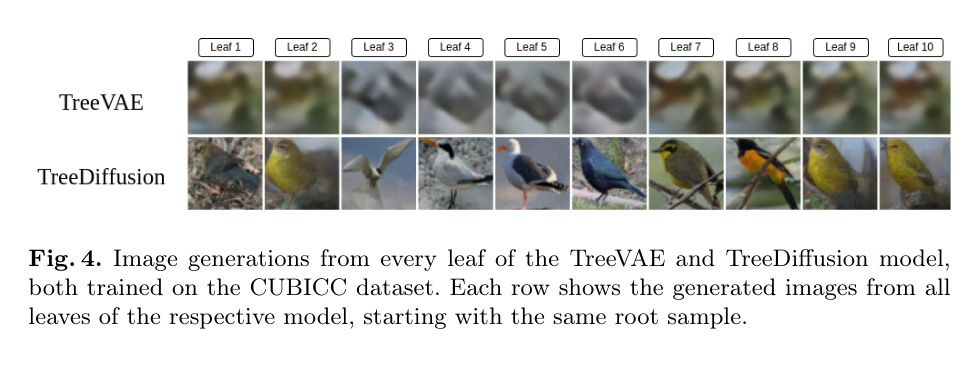 Leaf 1 Leaf 2 Leaf 3 Leaf 4 Leaf 5 Leaf 6 Leaf 7 Leaf 8 Leaf 9 Leaf 10
TreeVAE
TreeDiffusion
Fig. 4. Image generations from every leaf of the TreeVAE and TreeDiffusion model,
both trained on the CUBICC dataset. Each row shows the generated images from all
leaves of the respective model, starting with the same root sample.